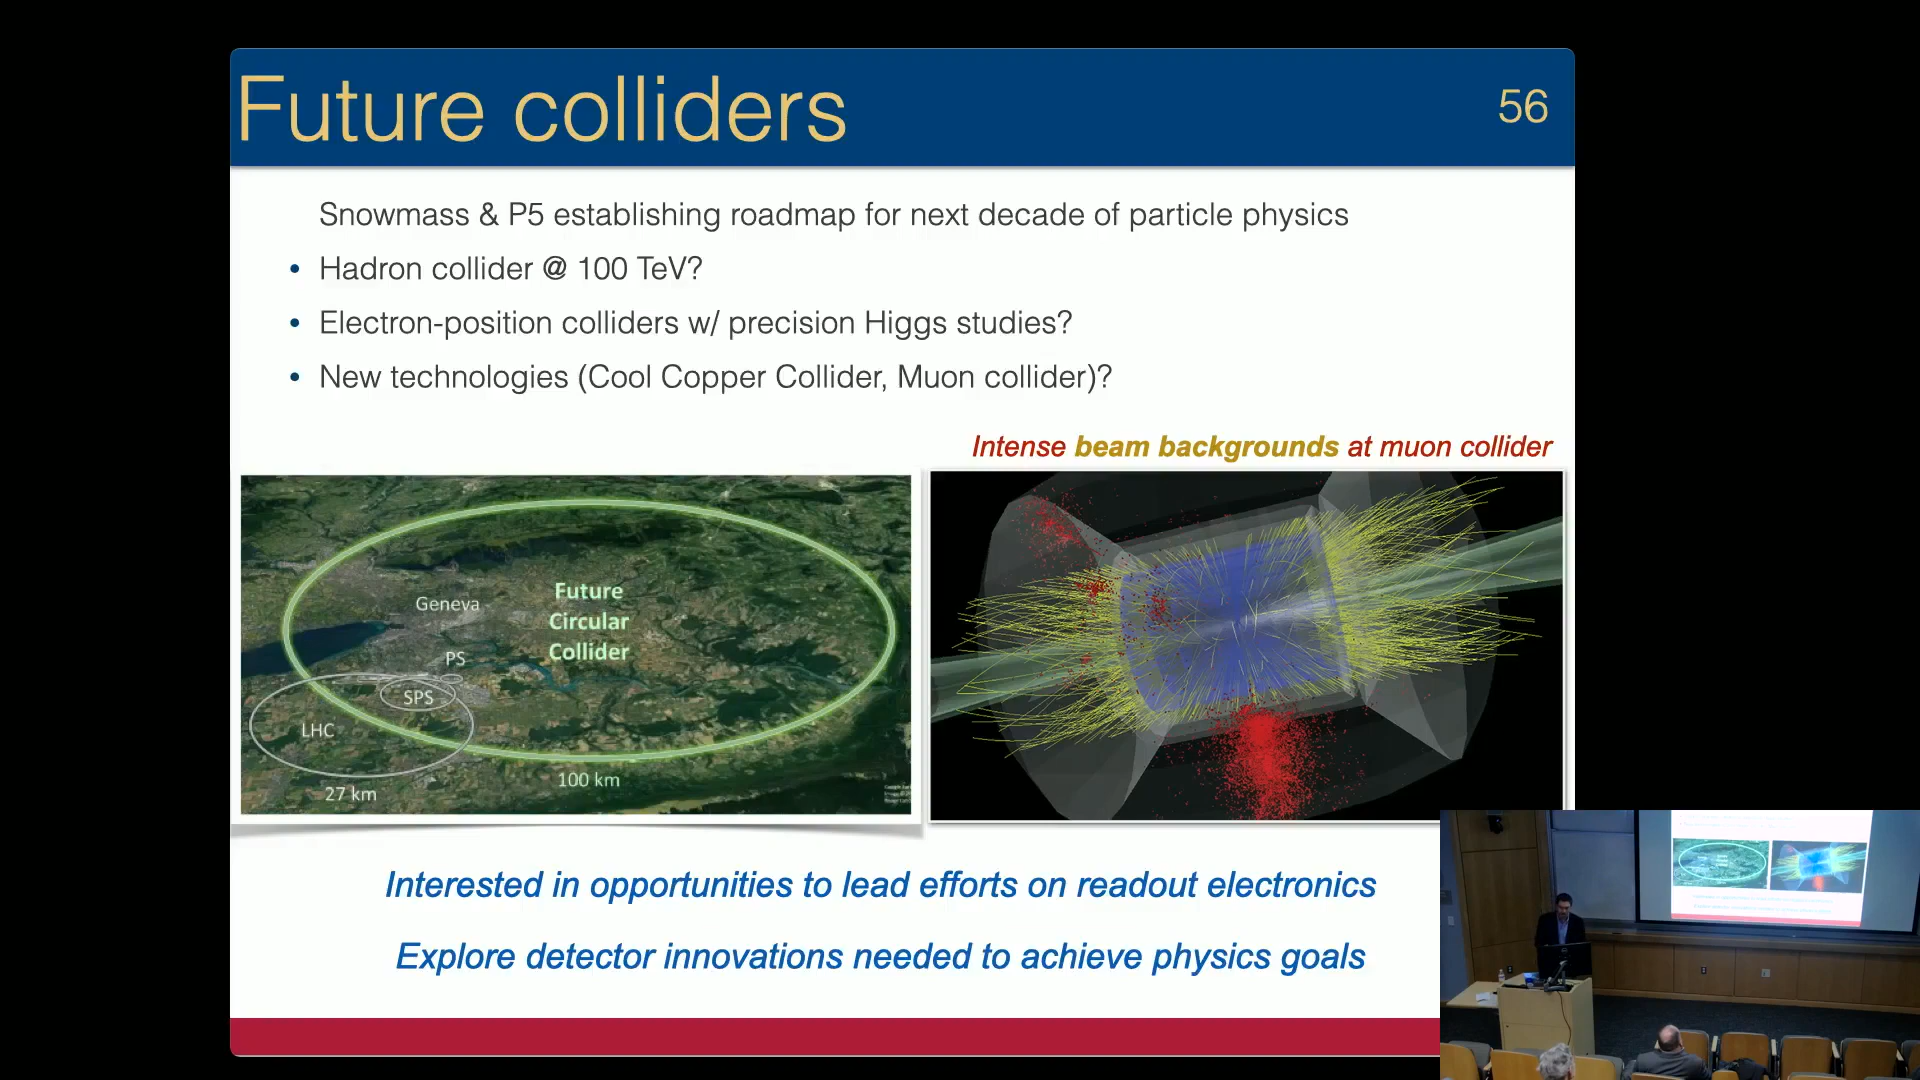 Future colliders
56
Snowmass & P5 establishing roadmap for next decade of particle physics
• Hadron collider @ 100 TeV?
• Electron-position colliders w/ precision Higgs studies?
• New technologies (Cool Copper Collider, Muon collider)?
Intense beam backgrounds at muon collider
Future
Circular
Collider
Geneva
PS
SPS
LHC
100 km
27 km
Interested in opportunities to lead efforts on readout electronics
Explore detector innovations needed to achieve physics goals